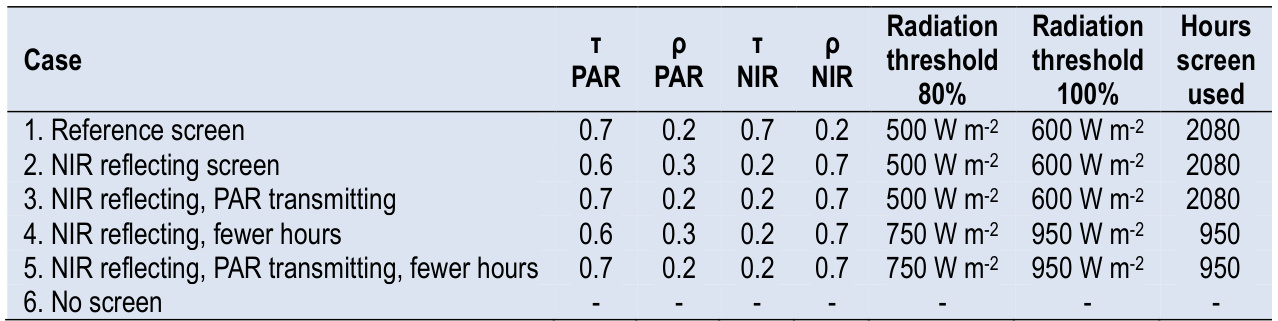 Case τ PAR ρ PAR τ NIR ρ NIR Radiation threshold 80% Radiation threshold 100% Hours screen used
1. Reference screen 0.7 0.2 0.7 0.2 500 W m-2 600 W m-2 2080
2. NIR reflecting screen 0.6 0.3 0.2 0.7 500 W m-2 600 W m-2 2080
3. NIR reflecting, PAR transmitting 0.7 0.2 0.2 0.7 500 W m-2 600 W m-2 2080
4. NIR reflecting, fewer hours 0.6 0.3 0.2 0.7 750 W m-2 950 W m-2 950
5. NIR reflecting, PAR transmitting, fewer hours 0.7 0.2 0.2 0.7 750 W m-2 950 W m-2 950
6. No screen - - - - - - -